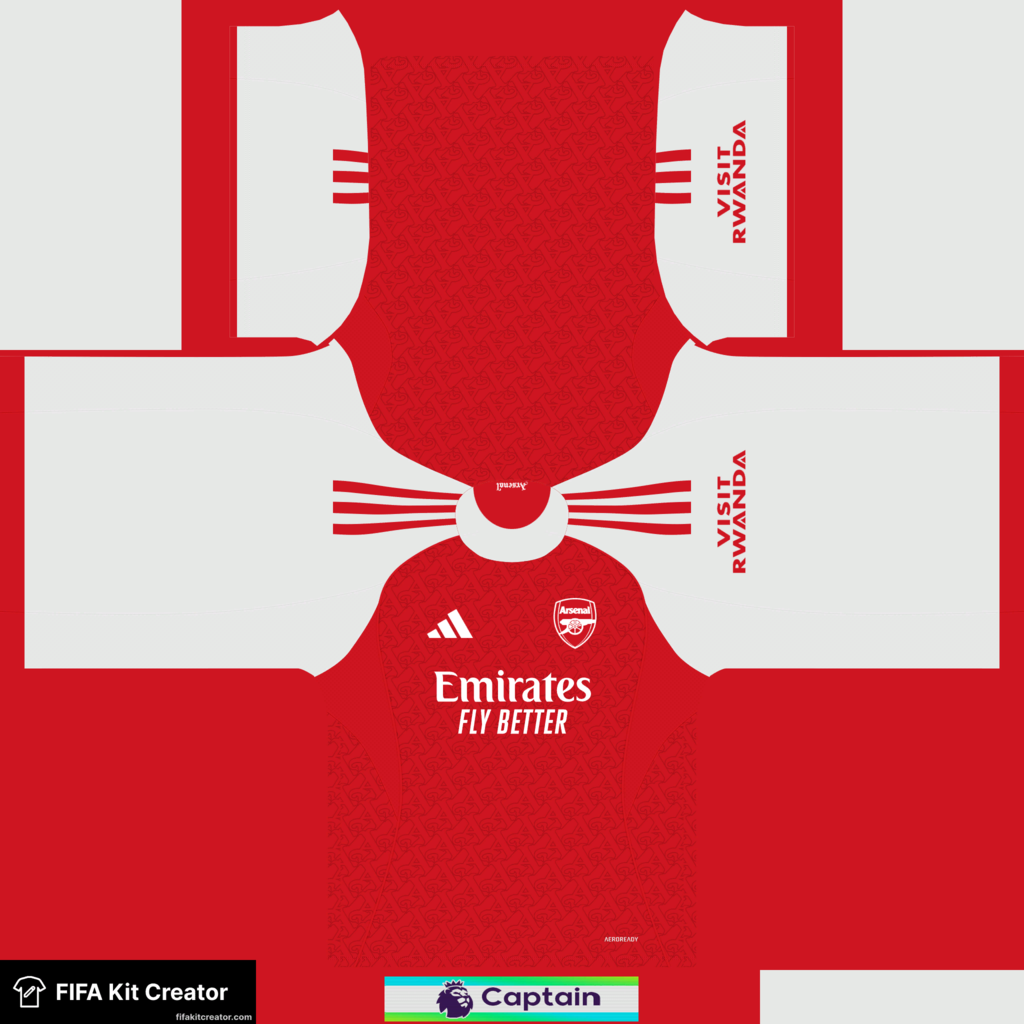 VISIT
RWANDA
Arsenal
VISIT
RWANDA
Arsenal
Emirates
FLY BETTER
AEROREADY
FIFA Kit Creator
fifakitcreator.com
Captain